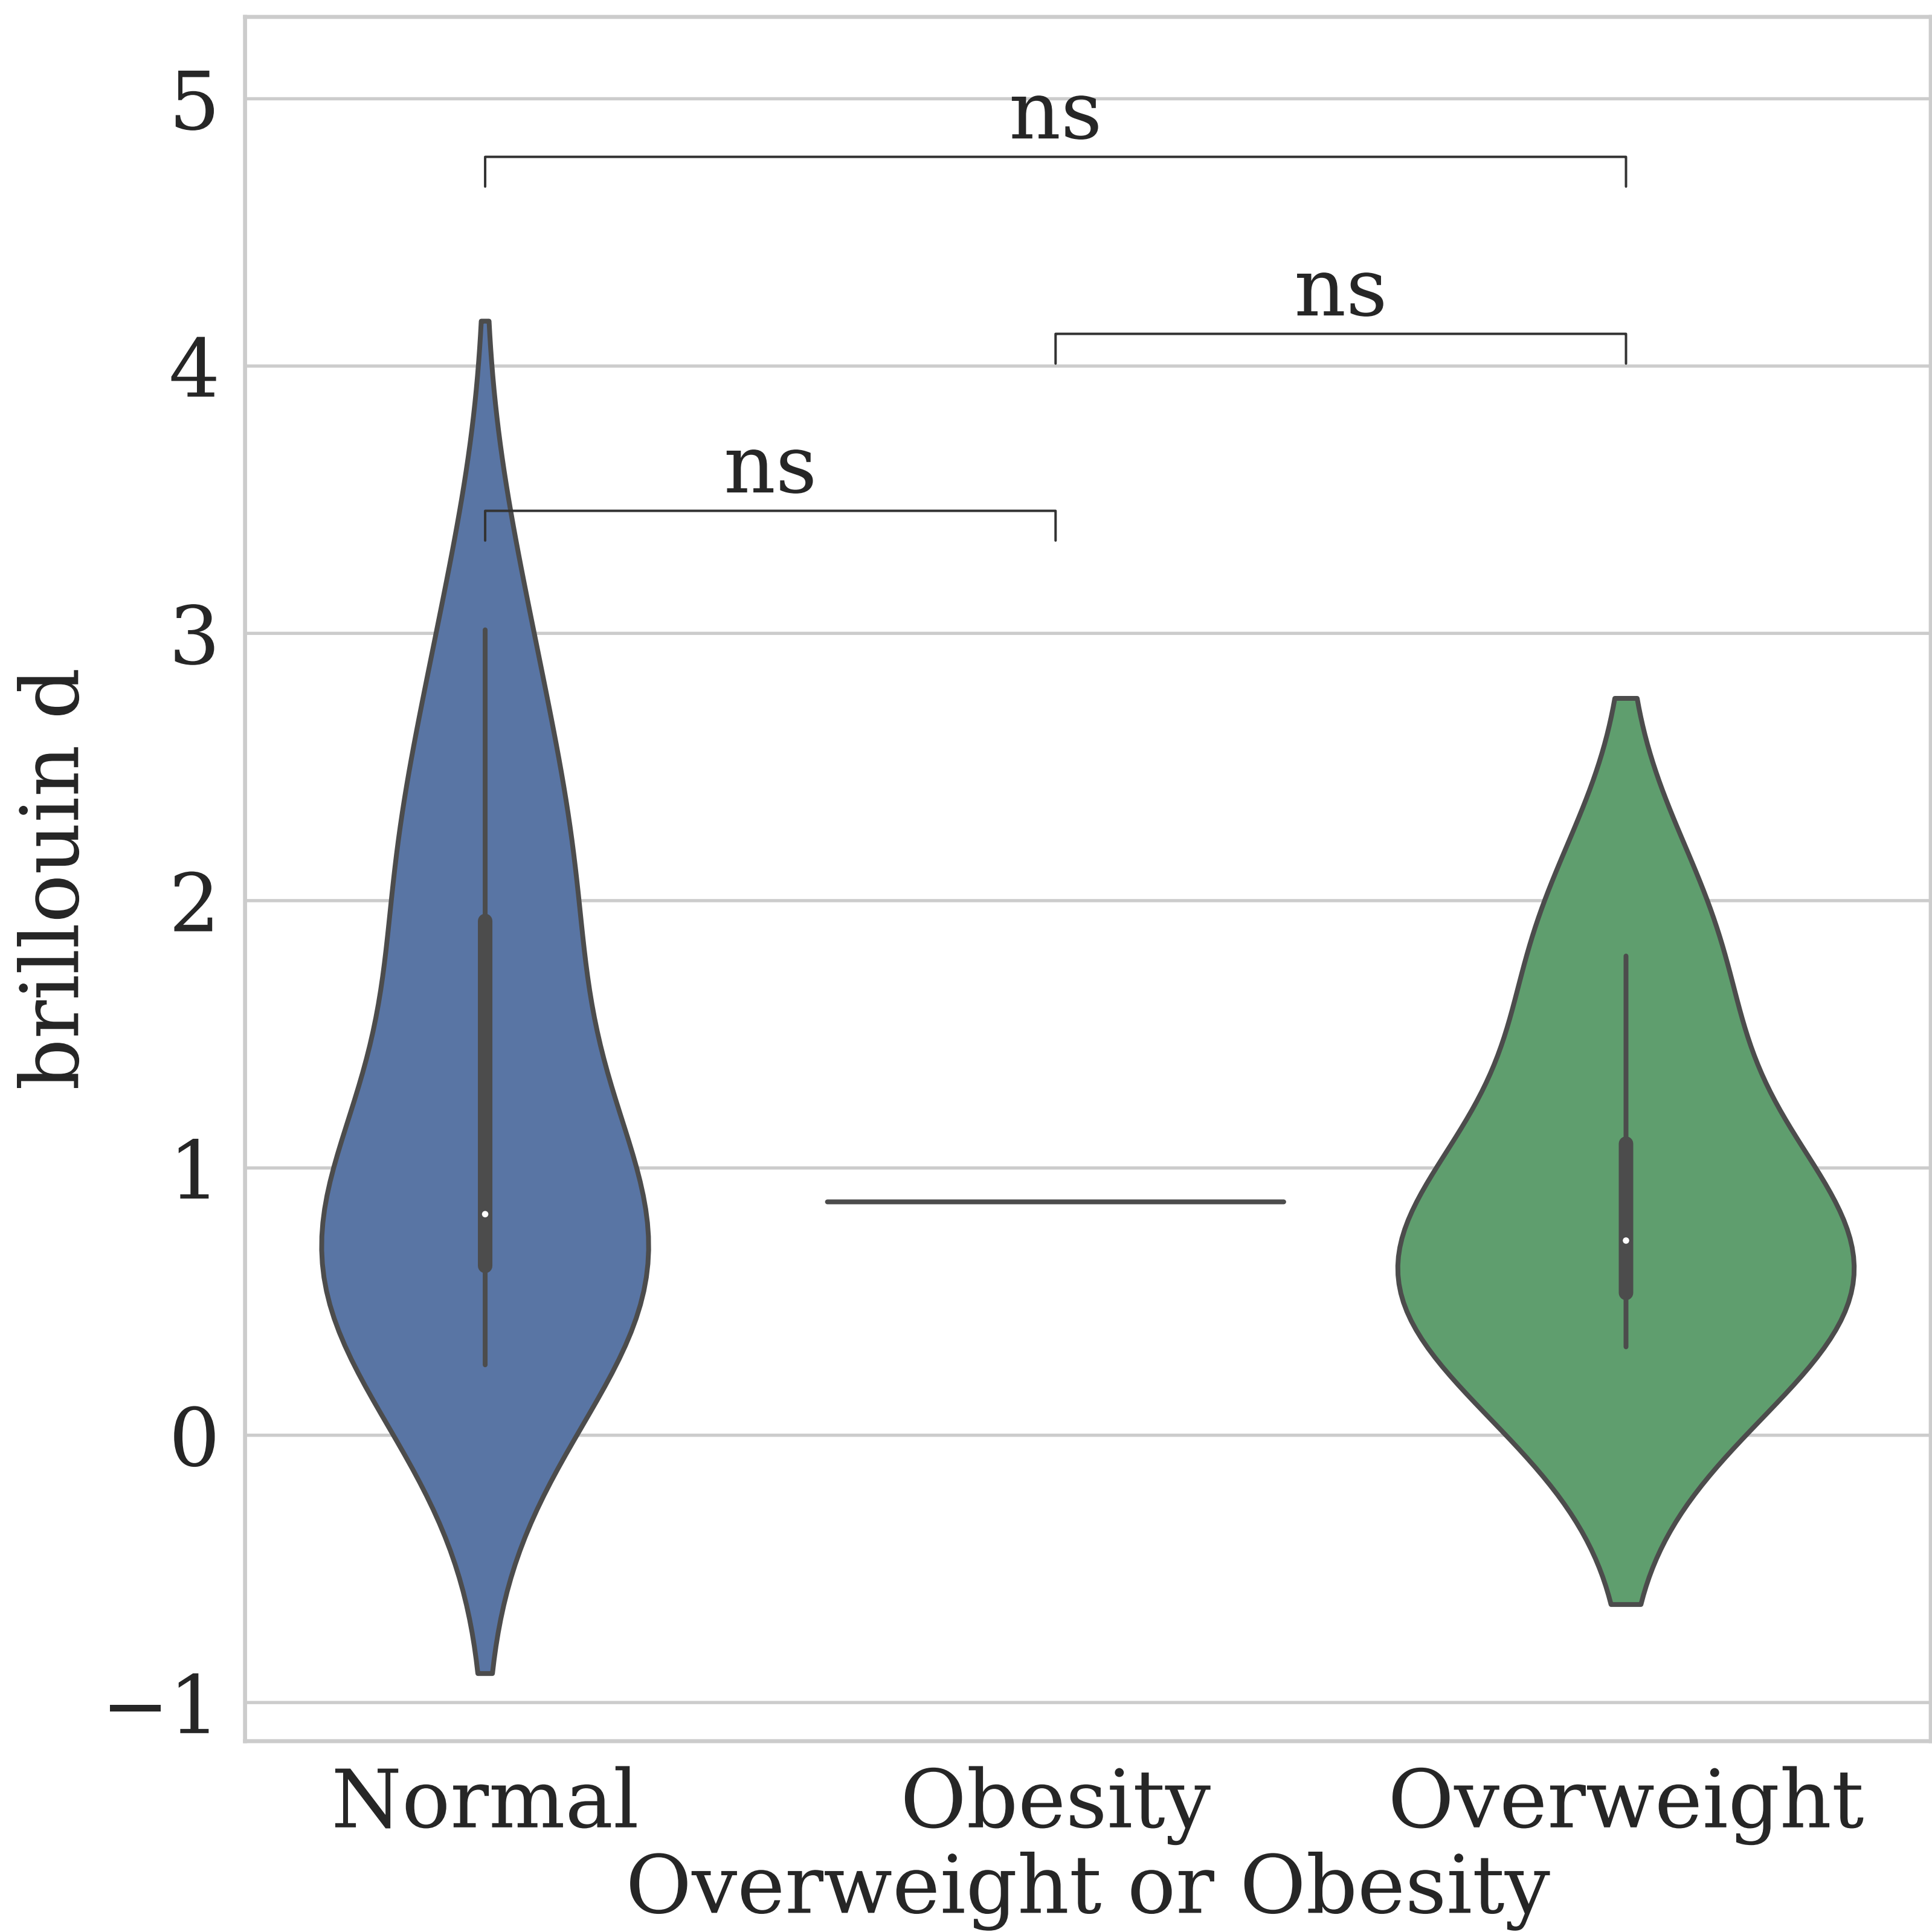 5
ns
ns
4
ns
3
brillouin d
2
1
0
−1
Normal Obesity Overweight
Overweight or Obesity